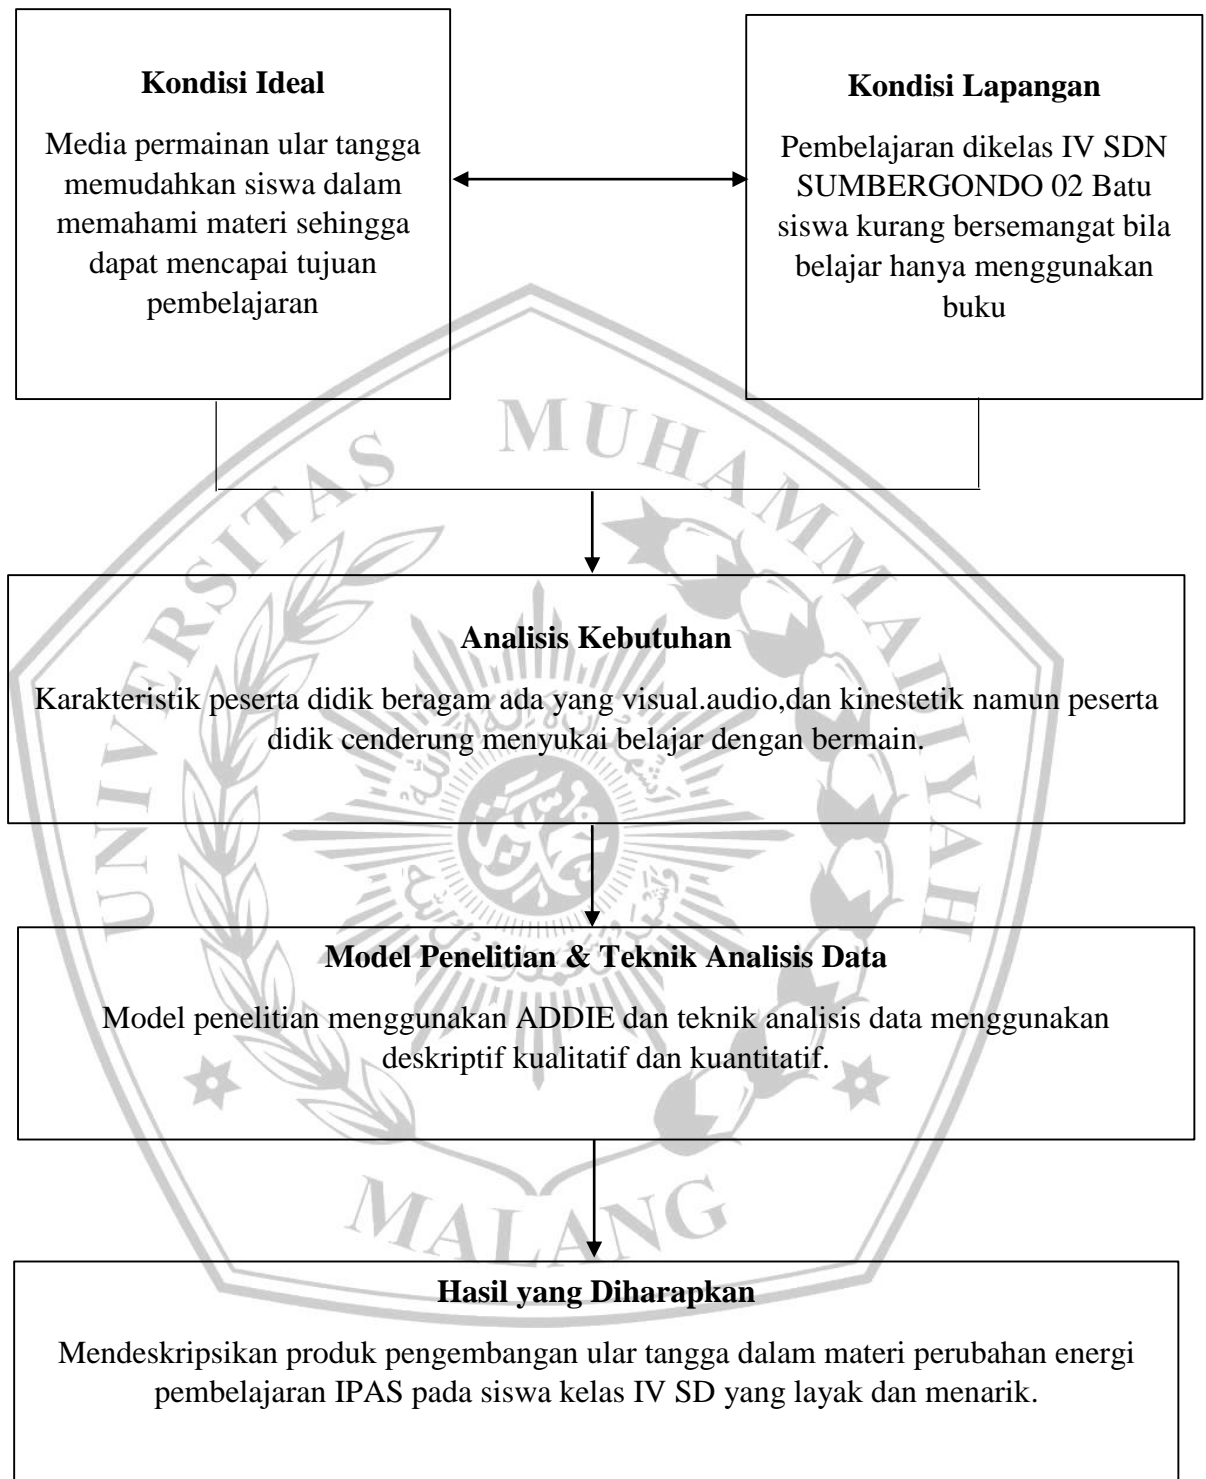 Kondisi Ideal
Media permainan ular tangga
memudahkan siswa dalam
memahami materi sehingga
dapat mencapai tujuan
pembelajaran
Kondisi Lapangan
Pembelajaran dikelas IV SDN
SUMBERGONDO 02 Batu
siswa kurang bersemangat bila
belajar hanya menggunakan
buku
UNIVERSITAS MUHAMMADIYAH
Analisis Kebutuhan
Karakteristik peserta didik beragam ada yang visual.audio,dan kinestetik namun peserta
didik cenderung menyukai belajar dengan bermain.
Model Penelitian & Teknik Analisis Data
Model penelitian menggunakan ADDIE dan teknik analisis data menggunakan
deskriptif kualitatif dan kuantitatif.
MALANG
Hasil yang Diharapkan
Mendeskripsikan produk pengembangan ular tangga dalam materi perubahan energi
pembelajaran IPAS pada siswa kelas IV SD yang layak dan menarik.